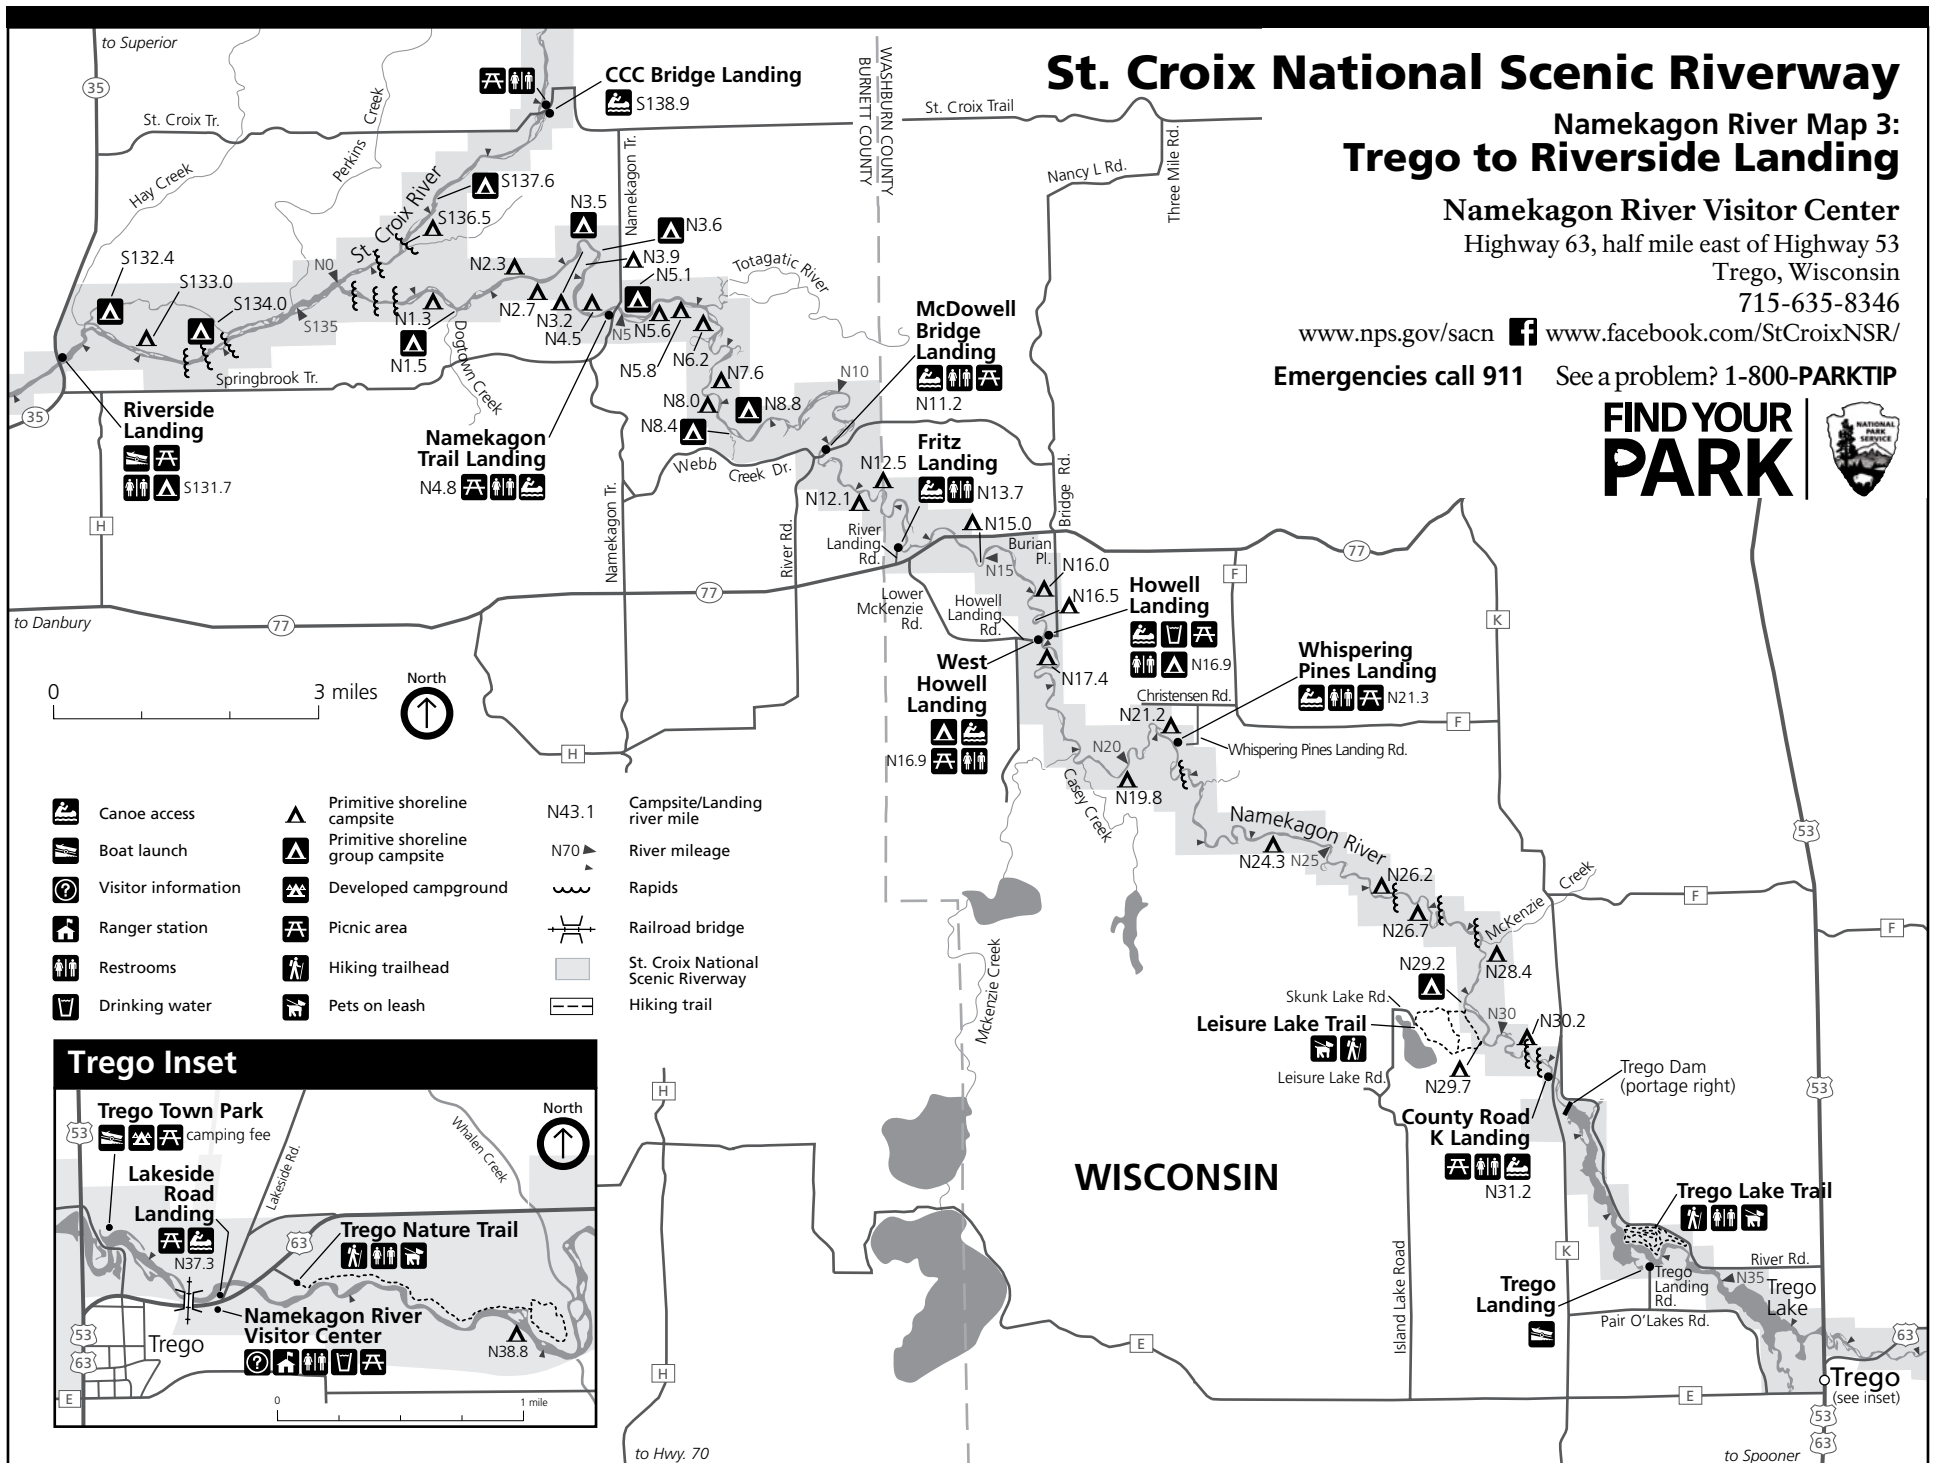 St. Croix National Scenic Riverway
Namekagon River Map 3:
Trego to Riverside Landing
Namekagon River Visitor Center
Highway 63, half mile east of Highway 53
Trego, Wisconsin
715-635-8346
www.nps.gov/sacn www.facebook.com/StCroixNSR/
Emergencies call 911 See a problem? 1-800-PARKTIP
FIND YOUR
PARK
NATIONAL
PARK
SERVICE
to Superior
35
St. Croix Tr.
Hay Creek
Perkins
Creek
CCC Bridge Landing
S138.9
BURNETT COUNTY
WASHBURN COUNTY
St. Croix Trail
Namekagon Tr.
Nancy L Rd.
Three Mile Rd.
St. Croix River
S137.6
S136.5
N3.5
N3.6
N3.9
N5.1
N2.3
N0
S132.4
S133.0
S134.0
S135
N1.3
N1.5
N2.7
N3.2
N4.5
N5
N5.6
N5.8
N6.2
Totagatic River
Dogtown Creek
Springbrook Tr.
35
Riverside
Landing
S131.7
Namekagon
Trail Landing
N4.8
N7.6
N8.0
N8.4
N8.8
N10
McDowell
Bridge
Landing
N11.2
Webb
Creek Dr.
Fritz
Landing
N13.7
N12.5
N12.1
River
Landing
Rd.
N15.0
N15
Burian
Pl.
Bridge Rd.
H
Namekagon Tr.
River Rd.
77
77
77
to Danbury
Lower
McKenzie
Rd.
Howell
Landing
Rd.
N16.0
N16.5
Howell
Landing
N16.9
N17.4
West
Howell
Landing
N16.9
F
K
Whispering
Pines Landing
N21.3
Christensen Rd.
N21.2
F
Whispering Pines Landing Rd.
N20
N19.8
Casey Creek
H
0
3 miles
North
Canoe access
Boat launch
Visitor information
Ranger station
Restrooms
Drinking water
Primitive shoreline
campsite
Primitive shoreline
group campsite
Developed campground
Picnic area
Hiking trailhead
Pets on leash
N43.1
Campsite/Landing
river mile
N70
River mileage
Rapids
Railroad bridge
St. Croix National
Scenic Riverway
Hiking trail
Namekagon River
N24.3
N25
N26.2
N26.7
McKenzie
Creek
N28.4
N29.2
Skunk Lake Rd.
Leisure Lake Trail
Leisure Lake Rd.
N29.7
N30
N30.2
53
F
F
53
Mckenzie Creek
Trego Dam
(portage right)
County Road
K Landing
N31.2
WISCONSIN
Trego Lake Trail
River Rd.
N35
Trego
Lake
Trego
Landing
Rd.
Trego
Landing
Pair O'Lakes Rd.
Island Lake Road
K
E
E
63
Trego
(see inset)
53
63
to Spooner
H
H
to Hwy. 70
Trego Inset
53
Trego Town Park
camping fee
Lakeside
Road
Landing
N37.3
Lakeside Rd.
Whalen Creek
North
63
Trego Nature Trail
Namekagon River
Visitor Center
N38.8
Trego
53
63
E
0
1 mile